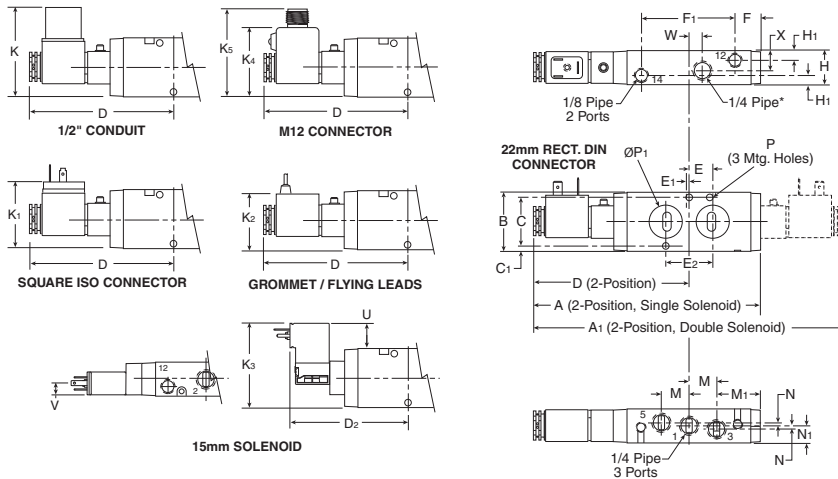 K
D
1/2" CONDUIT
K5
K4
D
M12 CONNECTOR
F1
F
W
X
H1
12
14
H
H1
1/8 Pipe
2 Ports
1/4 Pipe*
K1
D
SQUARE ISO CONNECTOR
K2
D
GROMMET / FLYING LEADS
22mm RECT. DIN
CONNECTOR
P
(3 Mtg. Holes)
ØP1
E
E1
B
C
C1
E2
D (2-Position)
A (2-Position, Single Solenoid)
A1 (2-Position, Double Solenoid)
12
2
V
U
K3
D2
15mm SOLENOID
M
M
M1
N
5
1
3
N1
N
1/4 Pipe
3 Ports